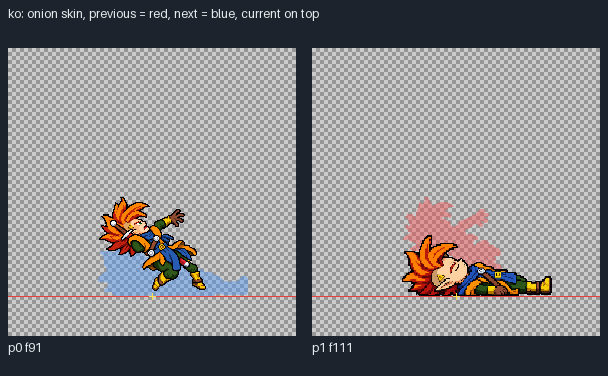 ko: onion skin, previous = red, next = blue, current on top
p0 f91
p1 f111